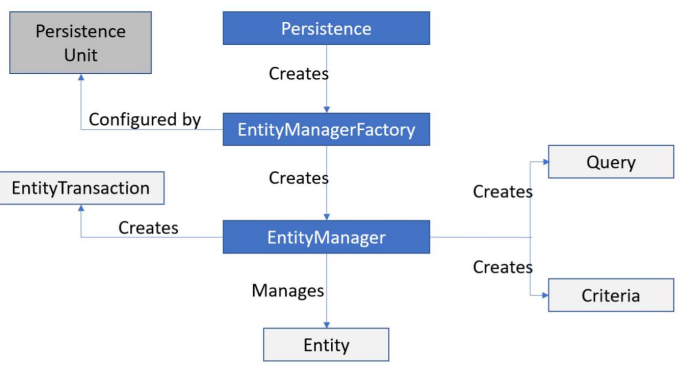 Persistence
Unit
Persistence
Creates
Configured by
EntityManagerFactory
Creates
EntityTransaction
Query
Creates
Creates
EntityManager
Creates
Manages
Criteria
Entity